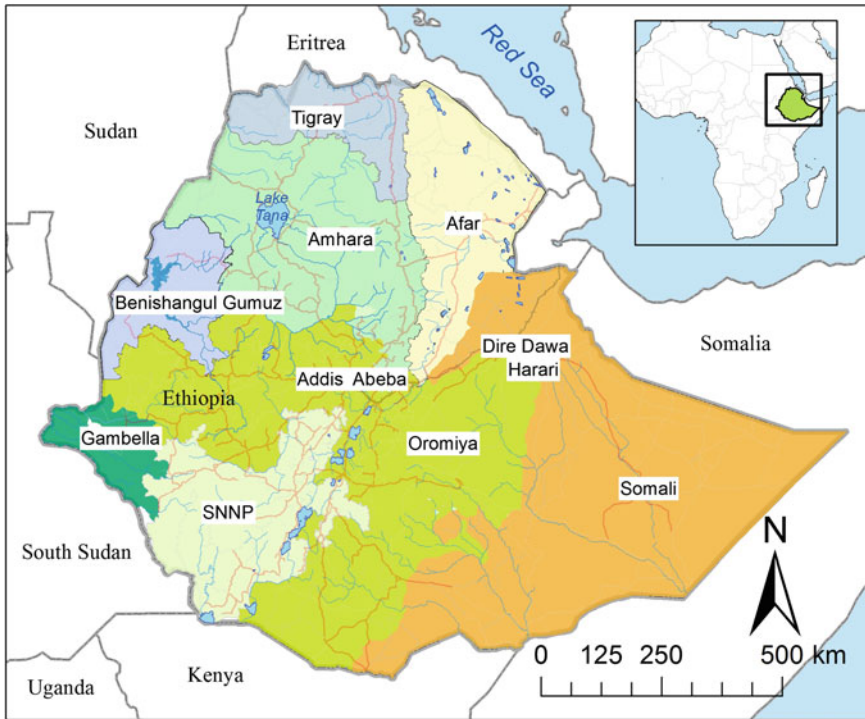 Eritrea
Red Sea
Sudan
Tigray
Lake
Tana
Amhara
Afar
Benishangul Gumuz
Dire Dawa
Harari
Somalia
Addis Abeba
Ethiopia
Gambella
Oromiya
Somali
SNNP
South Sudan
N
Kenya
Uganda
0 125 250 500 km